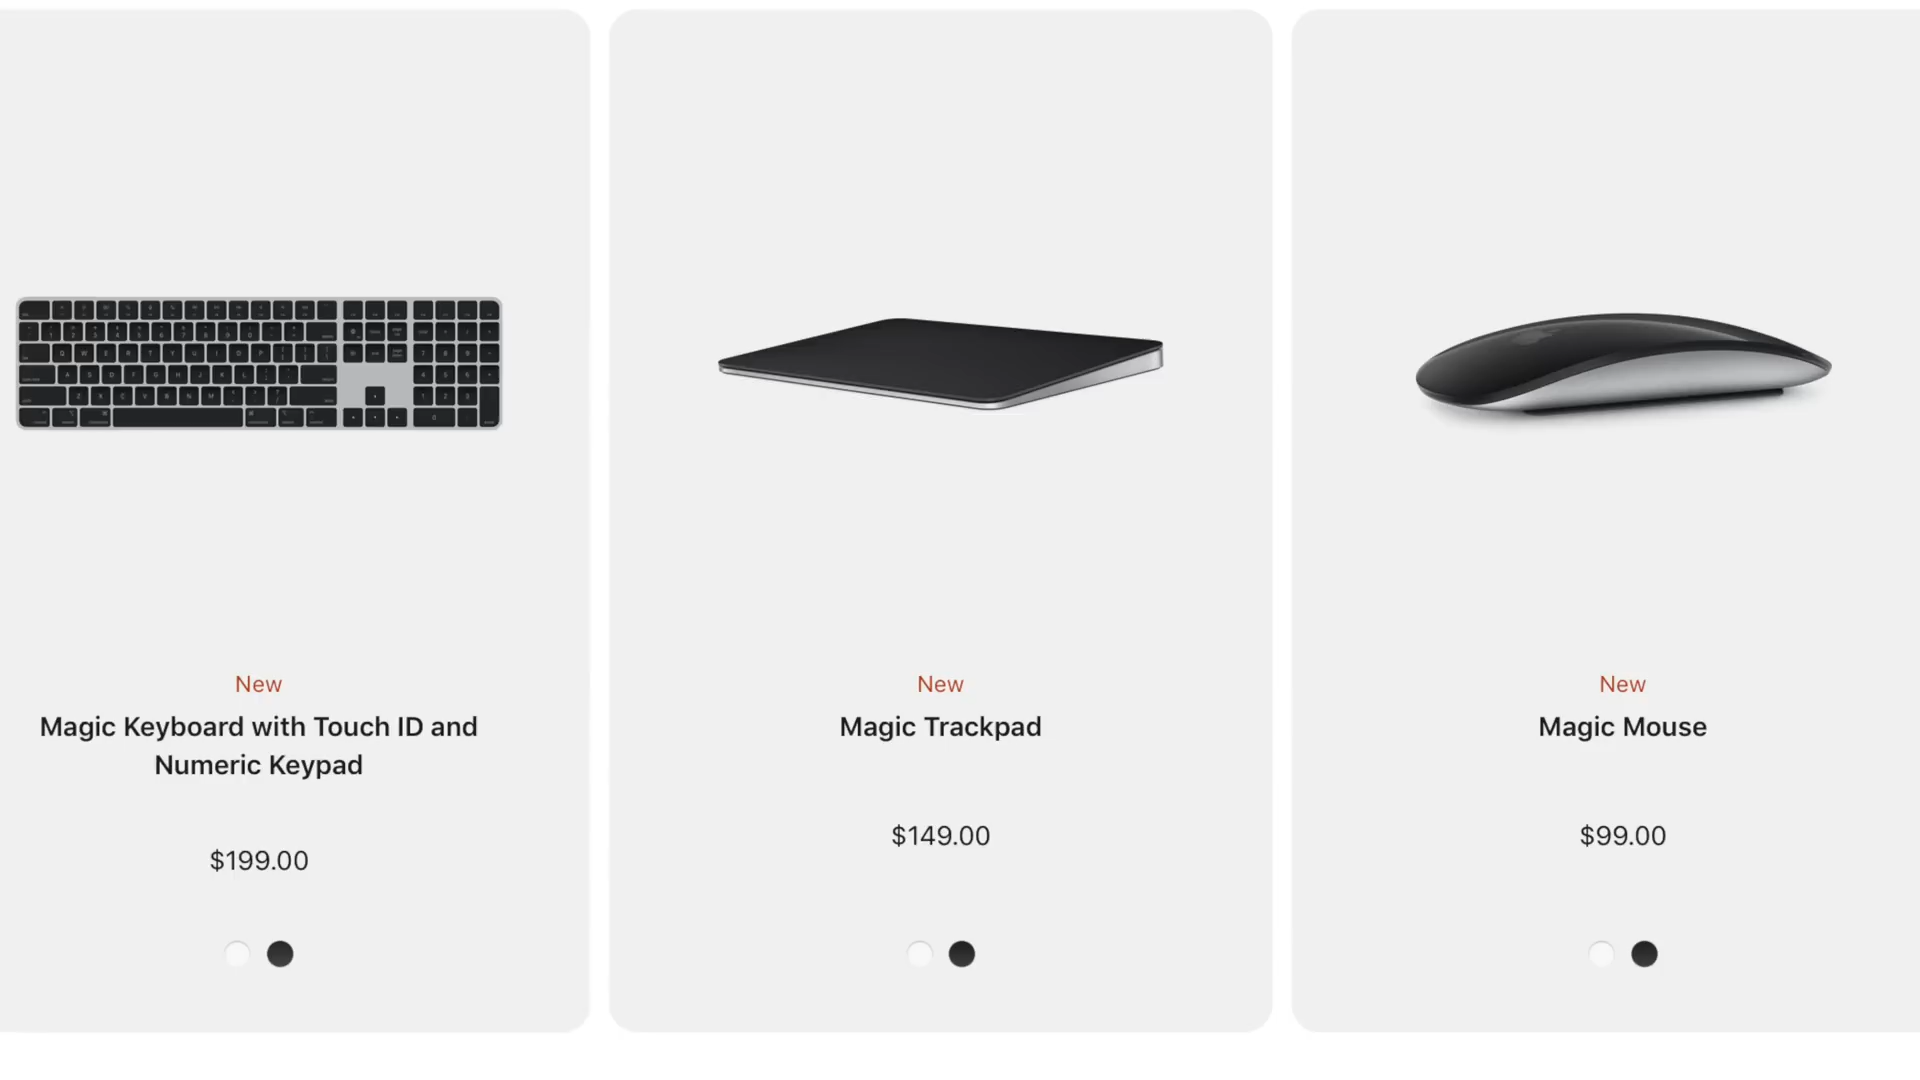 New
Magic Keyboard with Touch ID and
Numeric Keypad
$199.00
New
Magic Trackpad
$149.00
New
Magic Mouse
$99.00